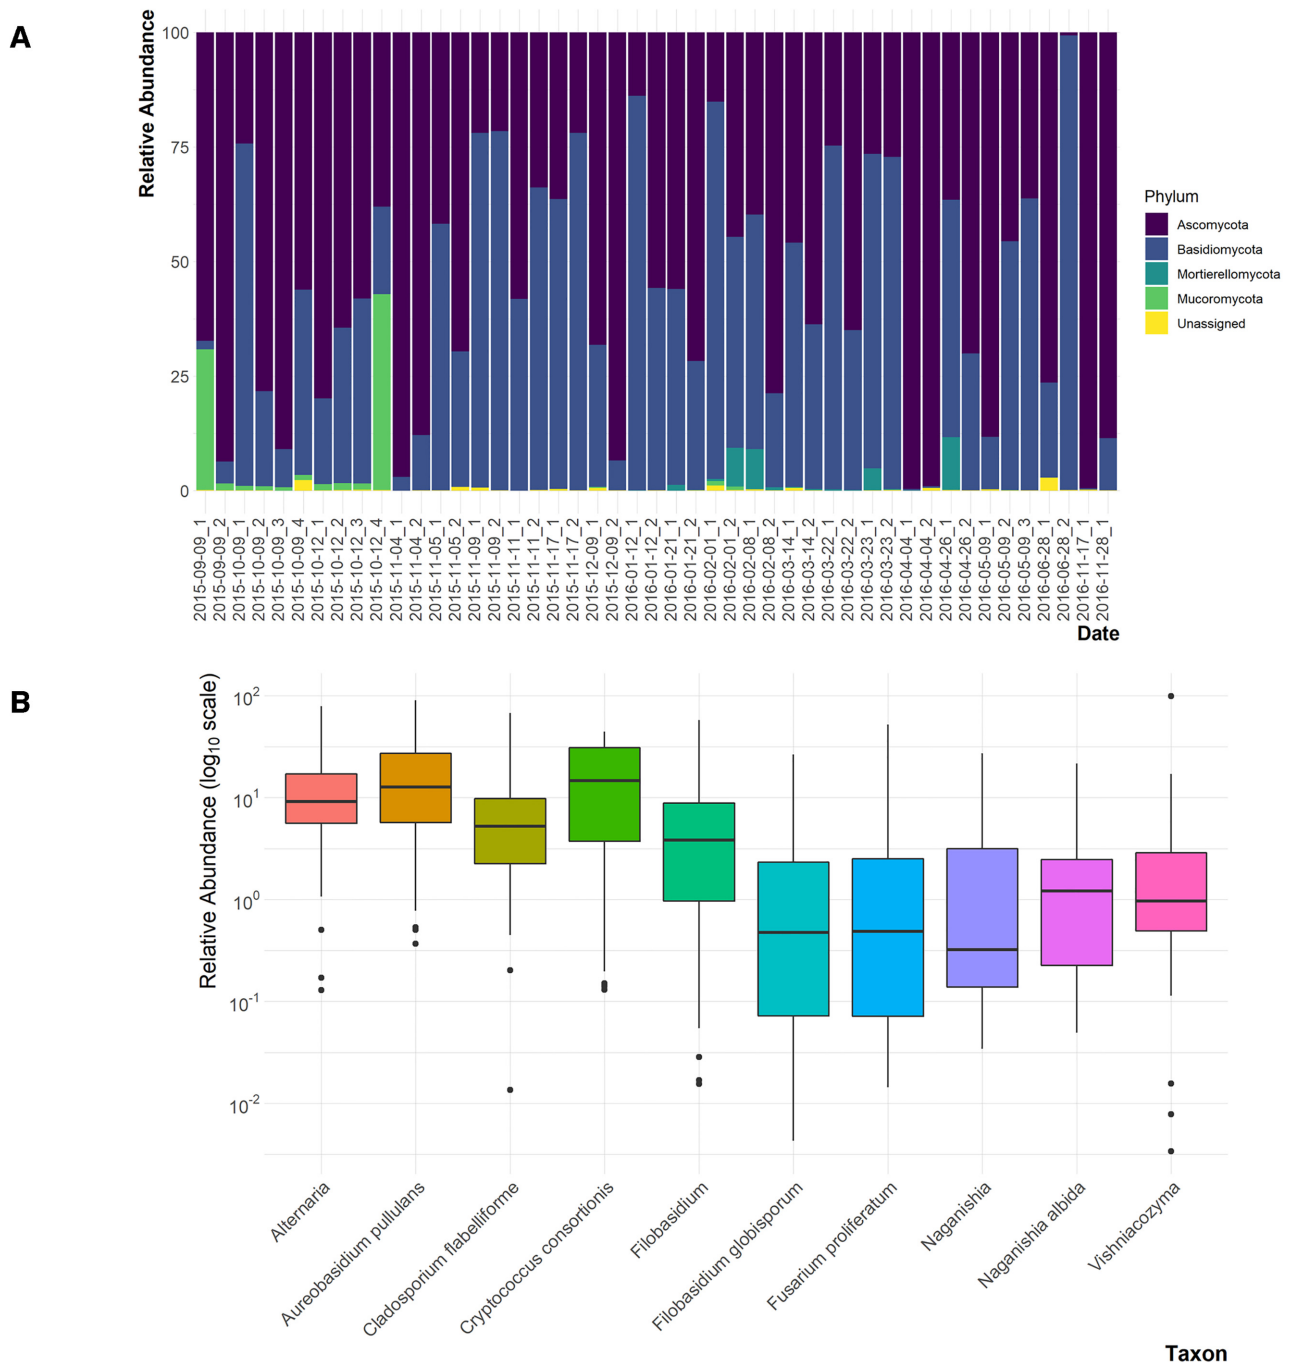 A
Relative Abundance
100
75
50
25
0
Phylum
Ascomycota
Basidiomycota
Mortierellomycota
Mucoromycota
Unassigned
2015-09-09_1
2015-09-09_2
2015-10-09_1
2015-10-09_2
2015-10-09_3
2015-10-09_4
2015-10-12_1
2015-10-12_2
2015-10-12_3
2015-10-12_4
2015-11-04_1
2015-11-04_2
2015-11-05_1
2015-11-05_2
2015-11-09_1
2015-11-09_2
2015-11-11_1
2015-11-11_2
2015-11-17_1
2015-11-17_2
2015-12-09_1
2015-12-09_2
2016-01-12_1
2016-01-12_2
2016-01-21_1
2016-01-21_2
2016-02-01_1
2016-02-01_2
2016-02-08_1
2016-02-08_2
2016-03-14_1
2016-03-14_2
2016-03-22_1
2016-03-22_2
2016-03-23_1
2016-03-23_2
2016-04-04_1
2016-04-04_2
2016-04-26_1
2016-04-26_2
2016-05-09_1
2016-05-09_2
2016-05-09_3
2016-06-28_1
2016-06-28_2
2016-11-17_1
2016-11-28_1
Date
B
Relative Abundance (log10 scale)
10^2
10^1
10^0
10^-1
10^-2
Alternaria
Aureobasidium pullulans
Cladosporium flabelliforme
Cryptococcus consortionis
Filobasidium
Filobasidium globisporum
Fusarium proliferatum
Naganishia
Naganishia albida
Vishniacozyma
Taxon